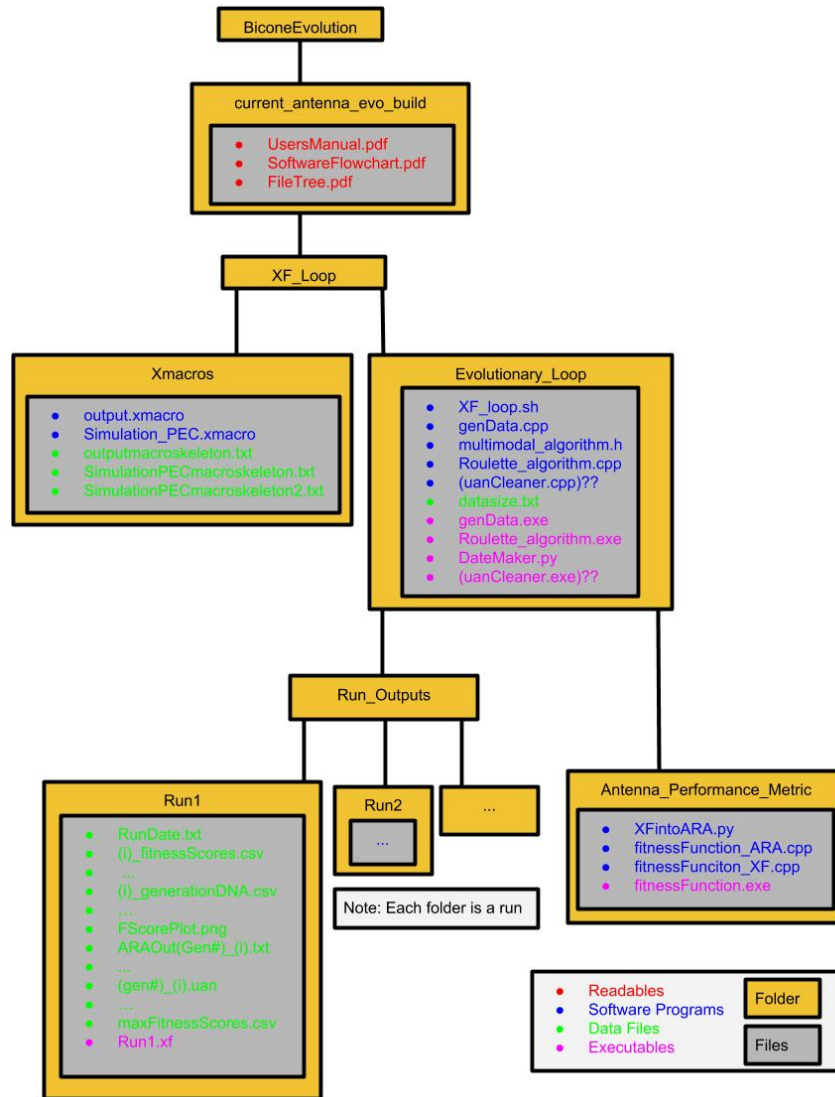 BiconeEvolution
current_antenna_evo_build
● UsersManual.pdf
● SoftwareFlowchart.pdf
● FileTree.pdf
XF_Loop
Xmacros
● output.xmacro
● Simulation_PEC.xmacro
● outputmacroskeleton.txt
● SimulationPECmacroskeleton.txt
● SimulationPECmacroskeleton2.txt
Evolutionary_Loop
● XF_loop.sh
● genData.cpp
● multimodal_algorithm.h
● Roulette_algorithm.cpp
● (uanCleaner.cpp)??
● datasize.txt
● genData.exe
● Roulette_algorithm.exe
● DateMaker.py
● (uanCleaner.exe)??
Run_Outputs
Run1
● RunDate.txt
● (i)_fitnessScores.csv
● ...
● (i)_generationDNA.csv
● ...
● FScorePlot.png
● ARAOut(Gen#)_(i).txt
● ...
● (gen#)_(i).uan
● ...
● maxFitnessScores.csv
● Run1.xf
Run2
...
...
Note: Each folder is a run
Antenna_Performance_Metric
● XFintoARA.py
● fitnessFunction_ARA.cpp
● fitnessFunciton_XF.cpp
● fitnessFunction.exe
● Readables
● Software Programs
● Data Files
● Executables
Folder
Files